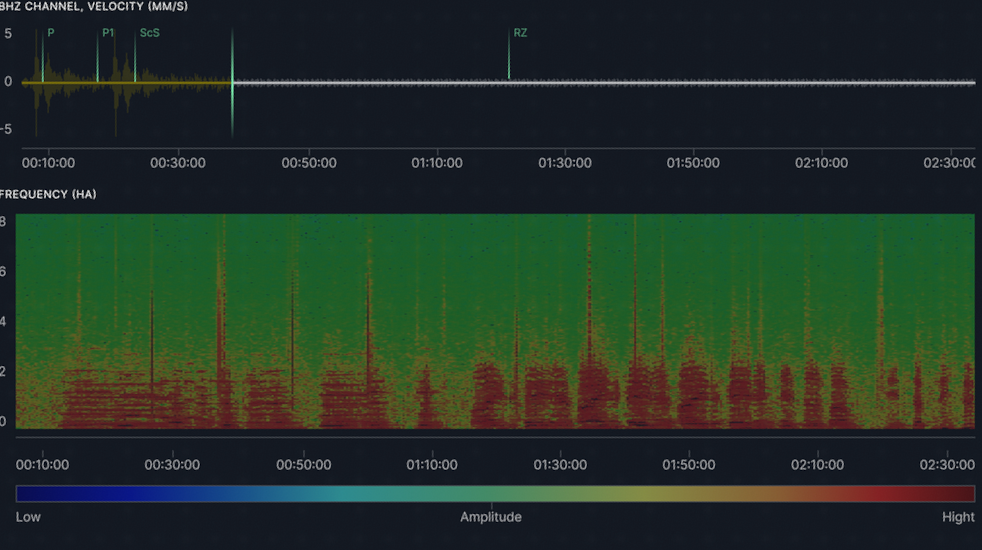 BHZ CHANNEL, VELOCITY (MM/S)
5 P P1 ScS RZ
0
-5
00:10:00 00:30:00 00:50:00 01:10:00 01:30:00 01:50:00 02:10:00 02:30:00
FREQUENCY (HA)
8
6
4
2
0
00:10:00 00:30:00 00:50:00 01:10:00 01:30:00 01:50:00 02:10:00 02:30:00
Low Amplitude Hight